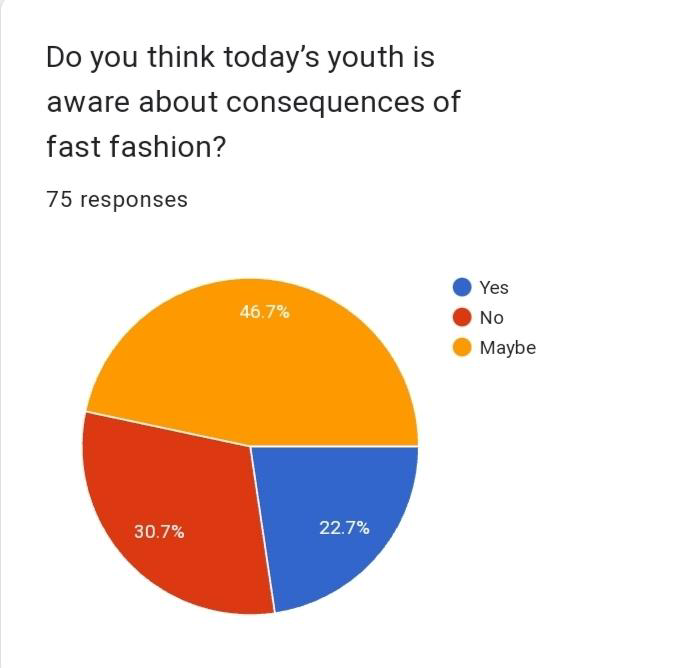 Do you think today’s youth is
aware about consequences of
fast fashion?
75 responses
Yes
No
Maybe
46.7%
30.7%
22.7%